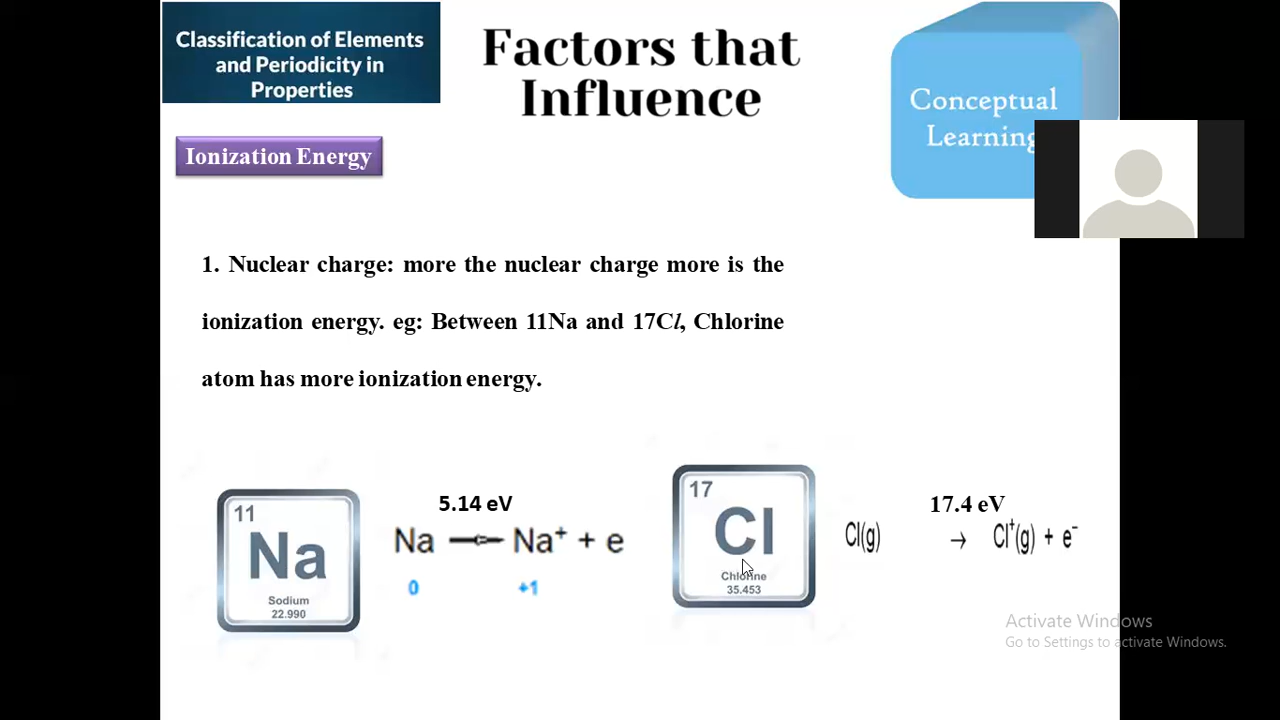 Classification of Elements
and Periodicity in
Properties
Factors that
Influence
Conceptual
Learning
Ionization Energy
1. Nuclear charge: more the nuclear charge more is the
ionization energy. eg: Between 11Na and 17Cl, Chlorine
atom has more ionization energy.
11
Na
Sodium
22.990
5.14 eV
Na → Na⁺ + e
0 +1
17
Cl
Chlorine
35.453
17.4 eV
Cl(g) → Cl⁺(g) + e⁻
Activate Windows
Go to Settings to activate Windows.